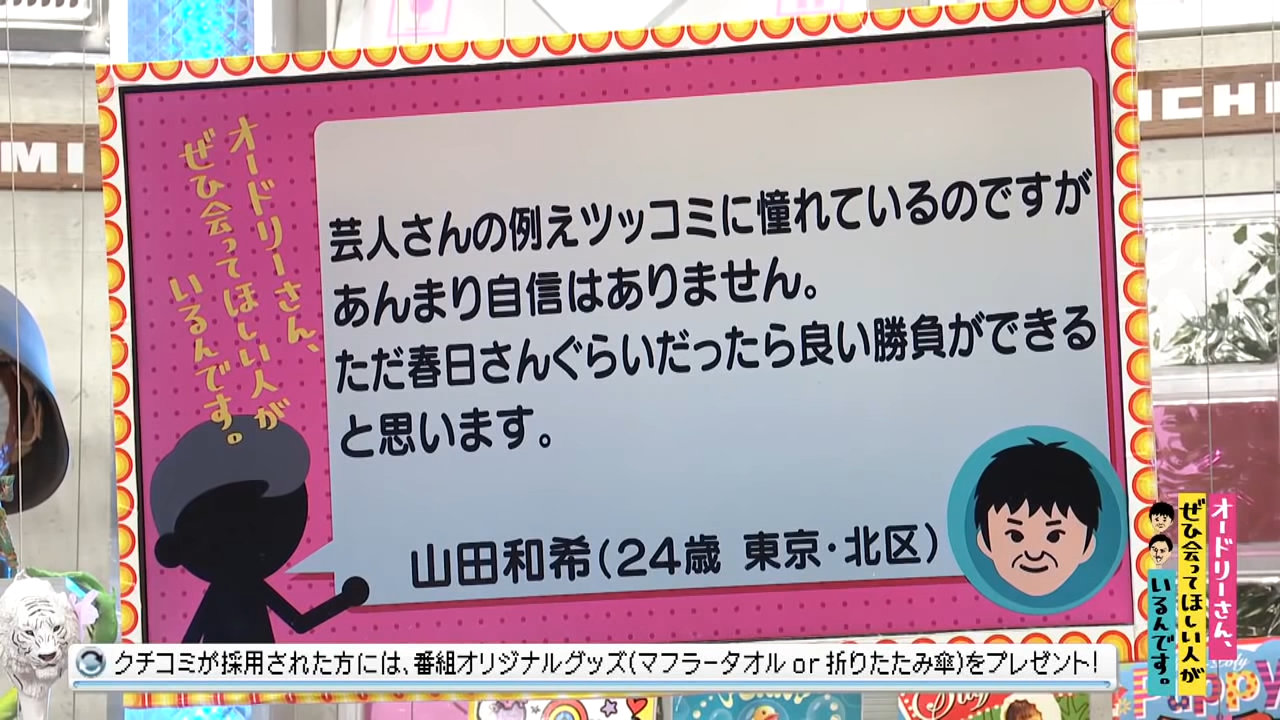 オードリーさん、
ぜひ会ってほしい人が
いるんです。
芸人さんの例えツッコミに憧れているのですが
あんまり自信はありません。
ただ春日さんぐらいだったら良い勝負ができる
と思います。
山田和希(24歳 東京・北区)
MI
ICHI
オードリーさん、
ぜひ会ってほしい人が
いるんです。
クチコミが採用された方には、番組オリジナルグッズ(マフラータオル or 折りたたみ傘)をプレゼント!
Puppy